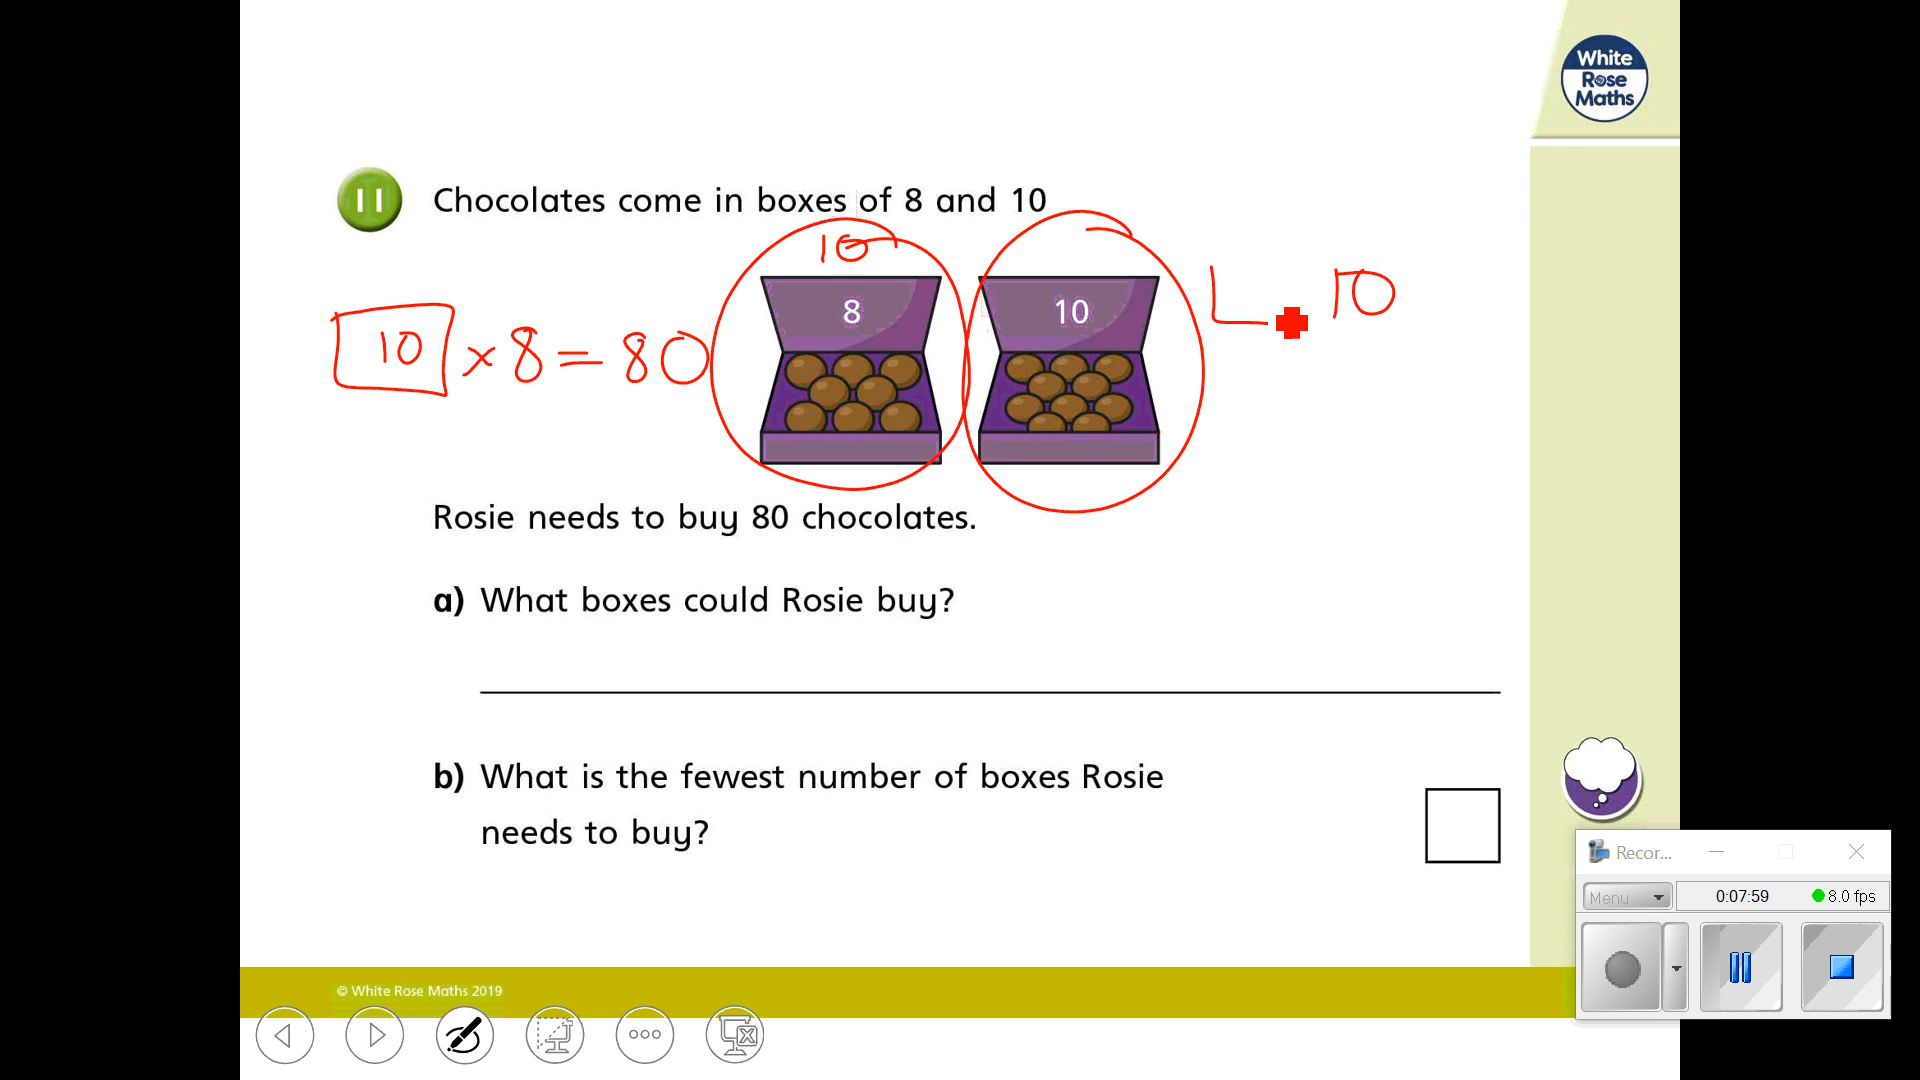 White
Rose
Maths
11 Chocolates come in boxes of 8 and 10
10
8
10
10
10 × 8 = 80
Rosie needs to buy 80 chocolates.
a) What boxes could Rosie buy?
b) What is the fewest number of boxes Rosie
needs to buy?
Recor...
Menu
0:07:59
8.0 fps
© White Rose Maths 2019